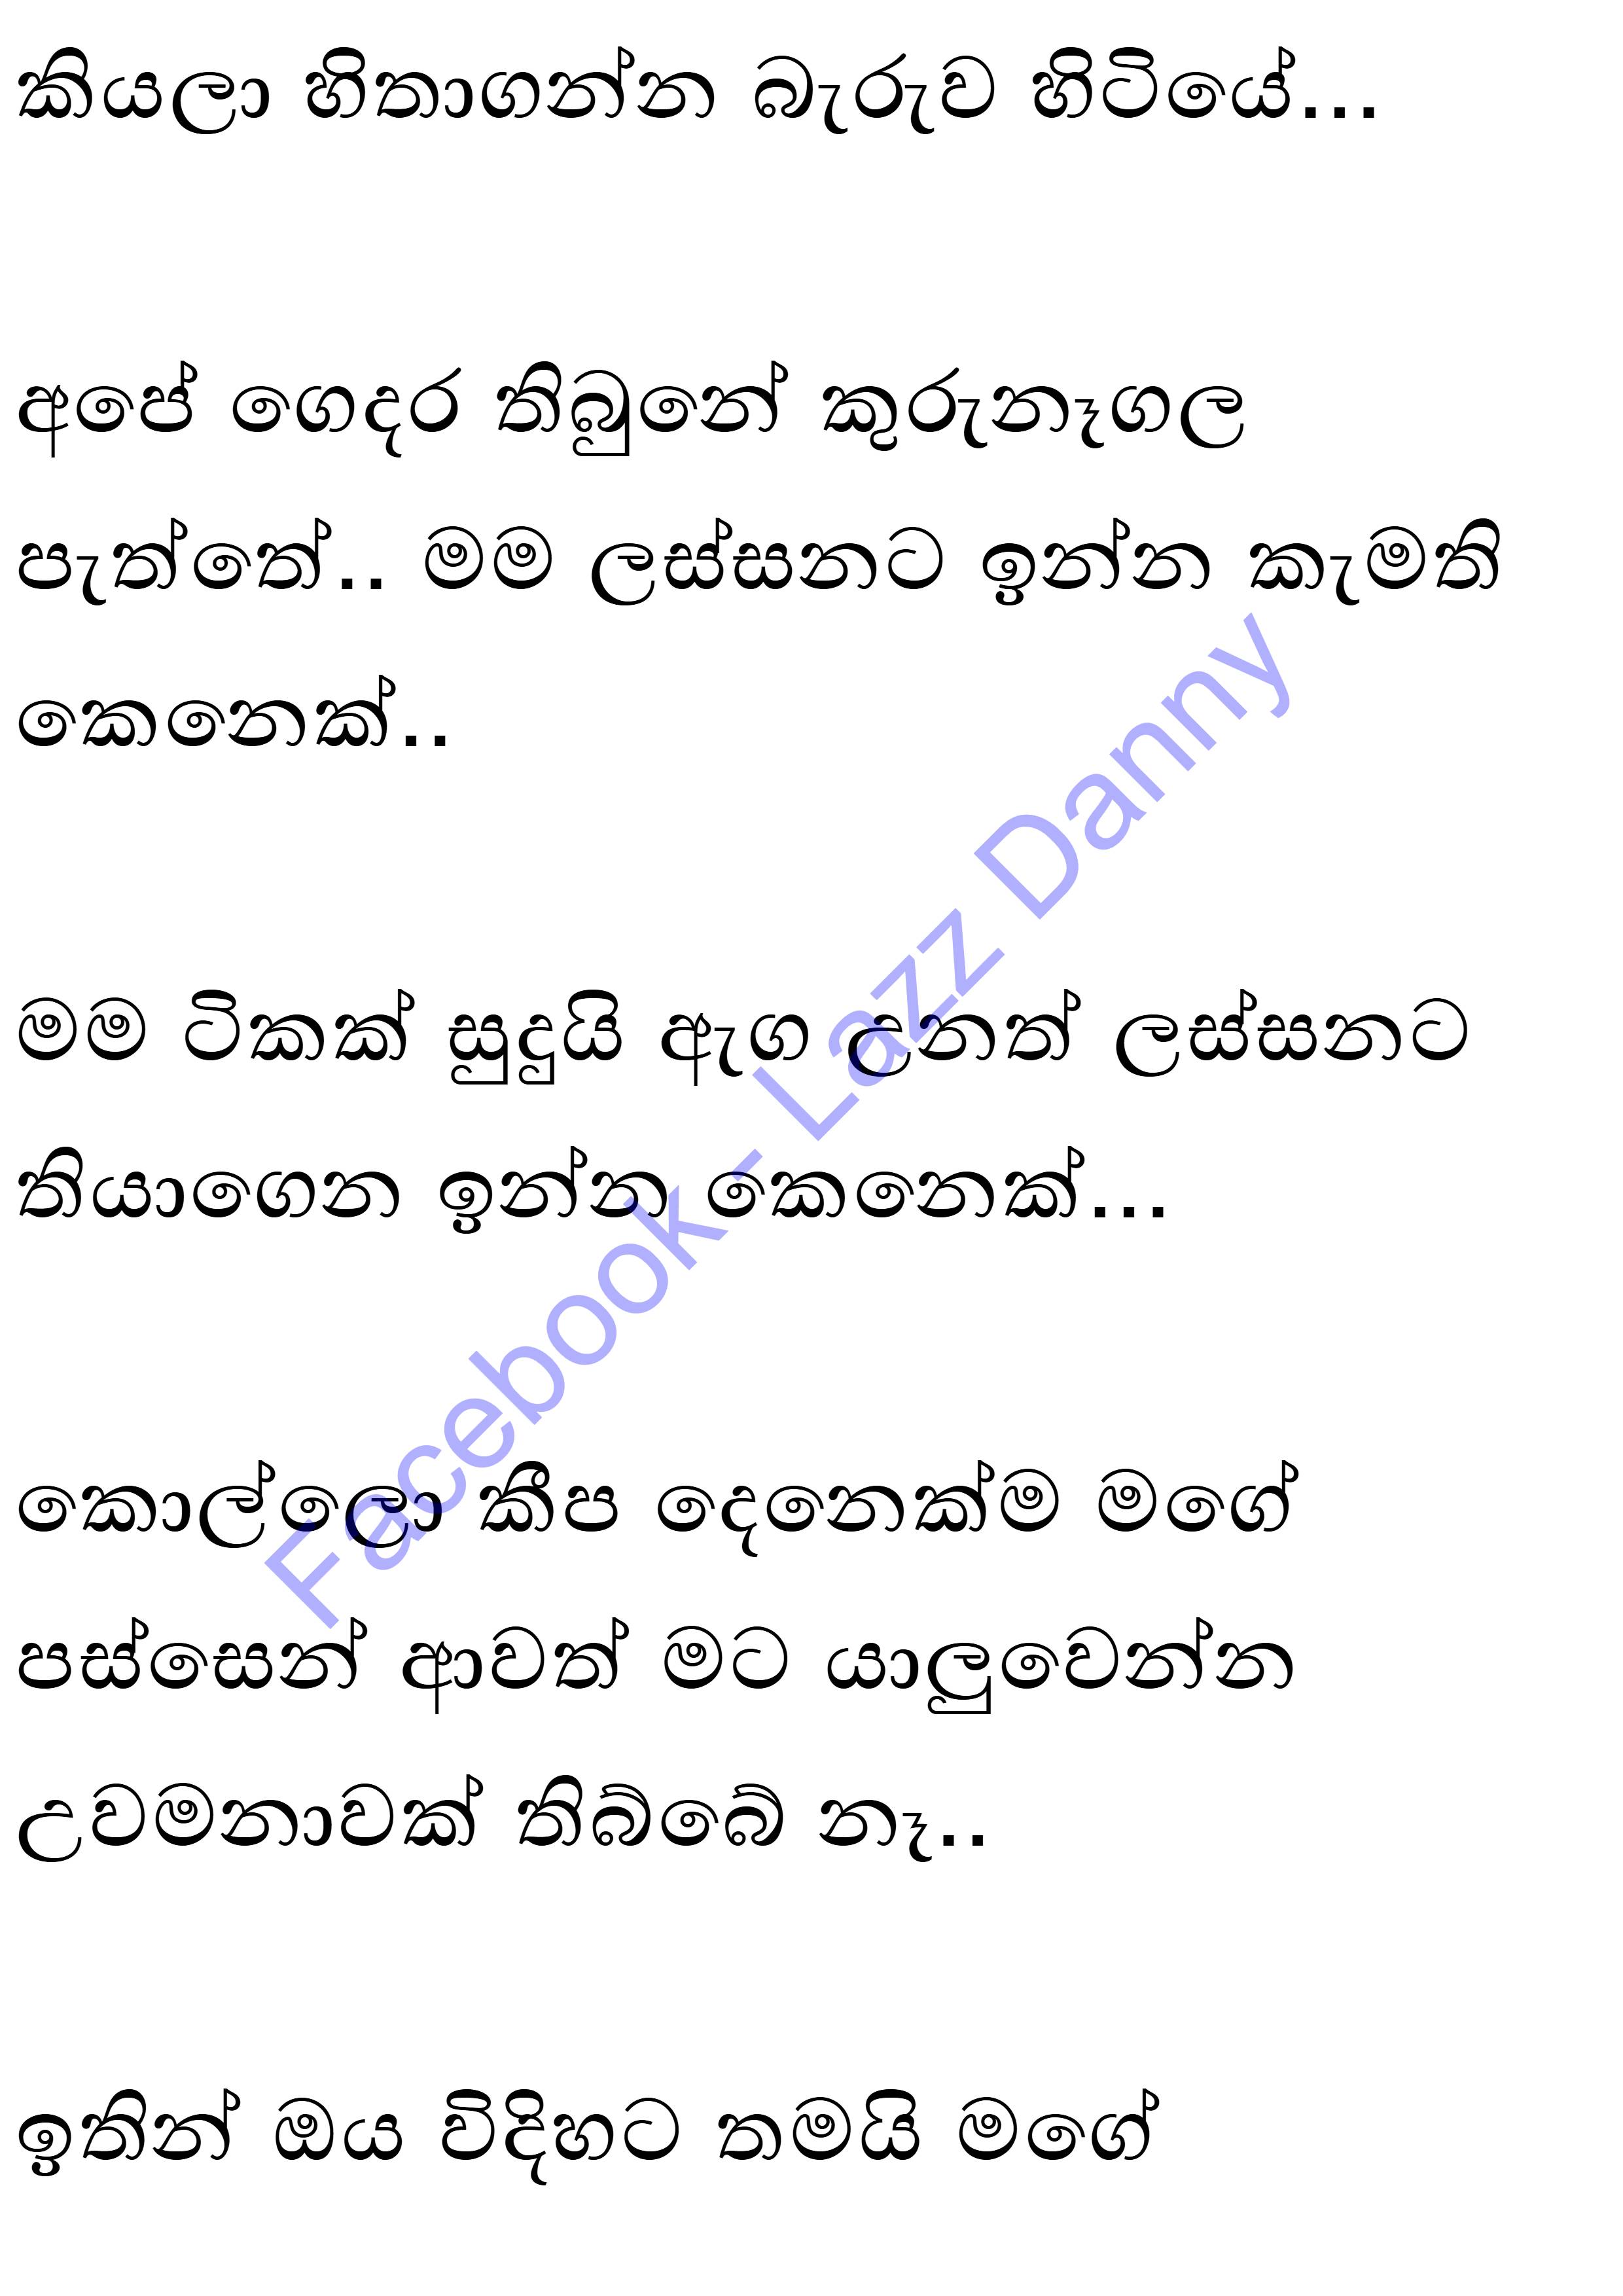 කියලා හිතාගන්න බැරුව හිටියේ...
අපේ ගෙදර තිබුනේ කුරුනෑගල
පැත්තේ.. මම ලස්සනට ඉන්න කැමති
කෙනෙක්..
මම ටිකක් සුදුයි ඇග උනත් ලස්සනට
තියාගෙන ඉන්න කෙනෙක්...
කොල්ලො කීප දෙනෙක්ම මගේ
පස්සෙන් ආවත් මට යාලුවෙන්න
උවමනාවක් තිබ්බේ නෑ..
ඉතින් ඔය විදිහට තමයි මගේ
Facebook - Lazz Danny